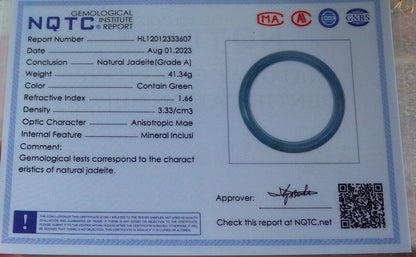 NQTC GEMOLOGICAL INSTITUTE REPORT
MA
GNRS
Report Number HL12012333607
Date Aug 01.2023
Conclusion Natural Jadeite(Grade A)
Weight 41.34g
Color Contain Green
Refractive Index 1.66
Density 3.33/cm3
Optic Character Anisotropic Mae
Internal Feature Mineral Inclusi
Comment:
Gemological tests correspond to the charact
eristics of natural jadeite.
Approver:
Check this report at NQTC.net